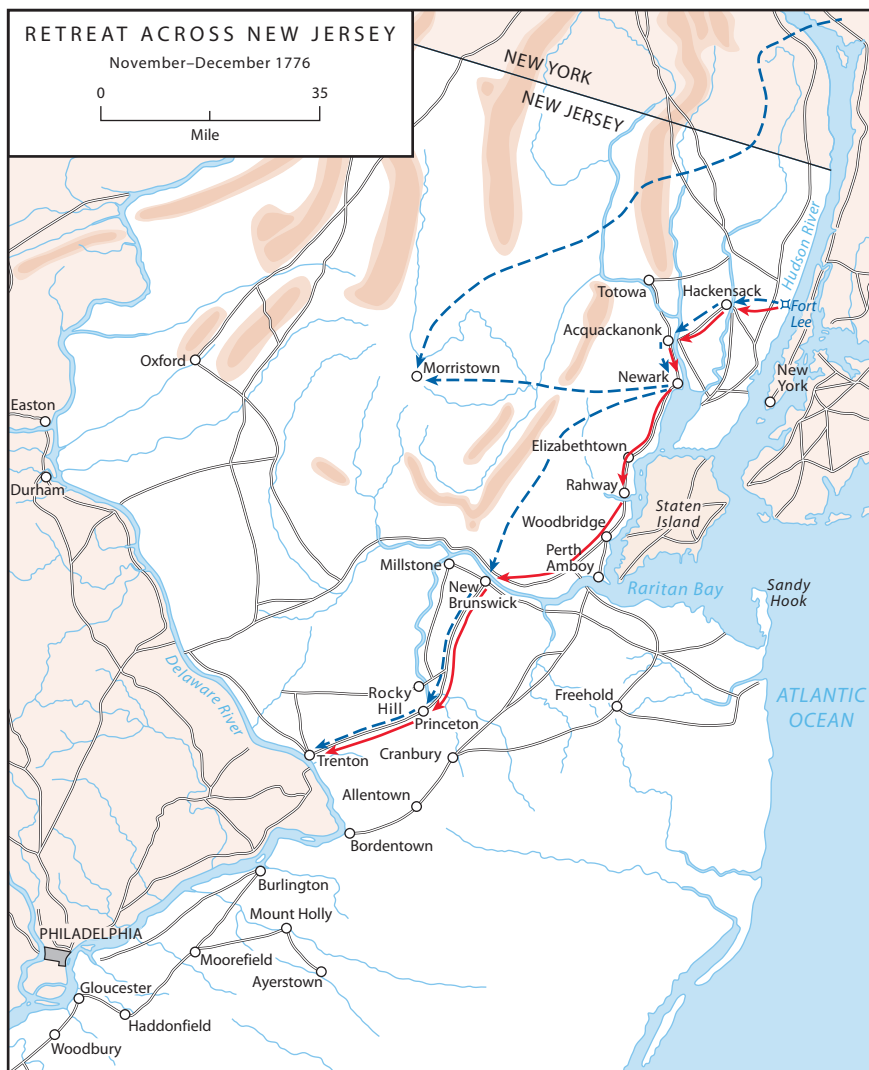 RETREAT ACROSS NEW JERSEY
November–December 1776
0
35
Mile
NEW YORK
NEW JERSEY
Hudson River
Totowa
Hackensack
Fort
Lee
Acquackanonk
Oxford
Morristown
Newark
New
York
Easton
Elizabethtown
Durham
Rahway
Staten
Island
Woodbridge
Perth
Amboy
Millstone
New
Brunswick
Raritan Bay
Sandy
Hook
Delaware River
Rocky
Hill
Freehold
ATLANTIC
OCEAN
Princeton
Trenton
Cranbury
Allentown
Bordentown
Burlington
Mount Holly
PHILADELPHIA
Moorefield
Ayerstown
Gloucester
Haddonfield
Woodbury